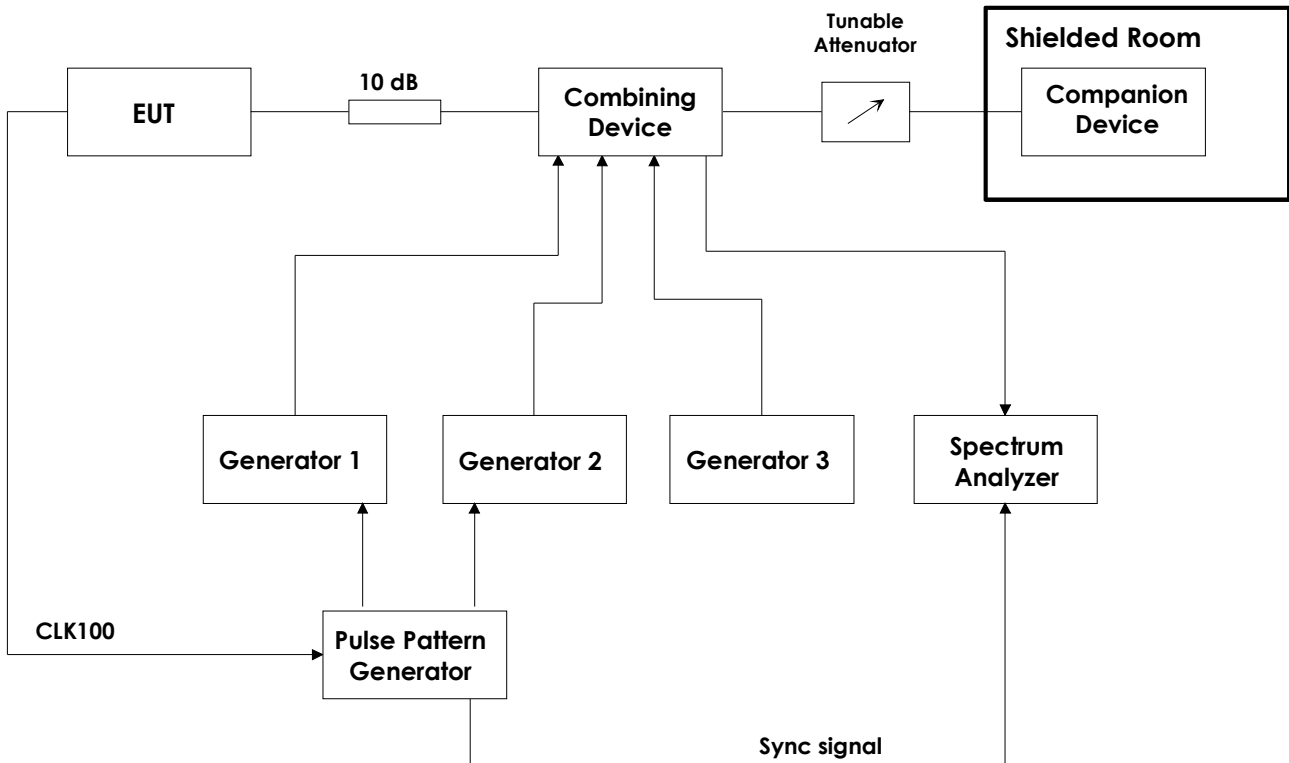 Tunable
Attenuator
Shielded Room
10 dB
EUT
Combining
Device
Companion
Device
Generator 1
Generator 2
Generator 3
Spectrum
Analyzer
CLK100
Pulse Pattern
Generator
Sync signal